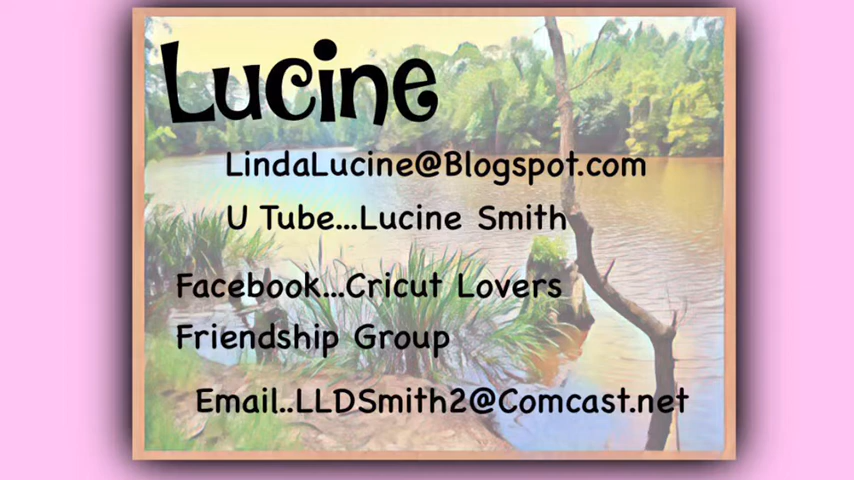 Lucine
LindaLucine@Blogspot.com
U Tube...Lucine Smith
Facebook...Cricut Lovers
Friendship Group
Email..LLDSmith2@Comcast.net